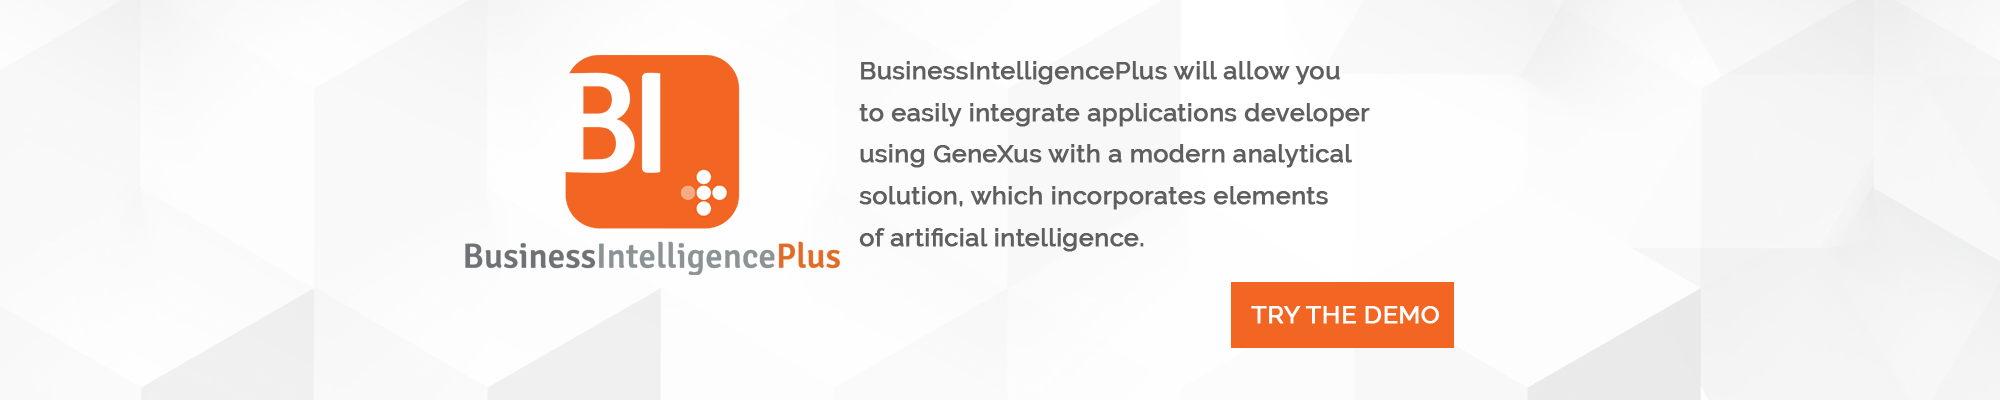 BI
BusinessIntelligencePlus
BusinessIntelligencePlus will allow you
to easily integrate applications developer
using GeneXus with a modern analytical
solution, which incorporates elements
of artificial intelligence.
TRY THE DEMO